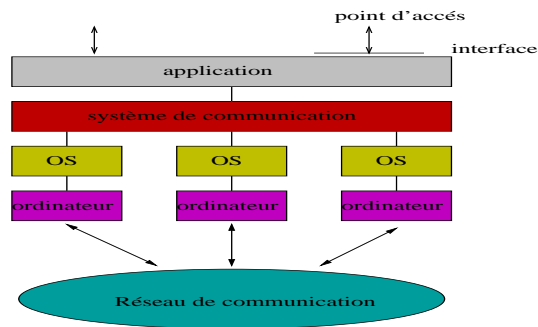 point d'accés
interface
application
système de communication
OS OS OS
ordinateur ordinateur ordinateur
Réseau de communication